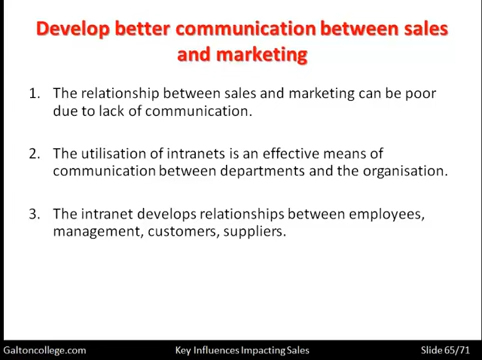 Develop better communication between sales
and marketing
1. The relationship between sales and marketing can be poor
due to lack of communication.
2. The utilisation of intranets is an effective means of
communication between departments and the organisation.
3. The intranet develops relationships between employees,
management, customers, suppliers.
Galtoncollege.com Key Influences Impacting Sales Slide 65/71